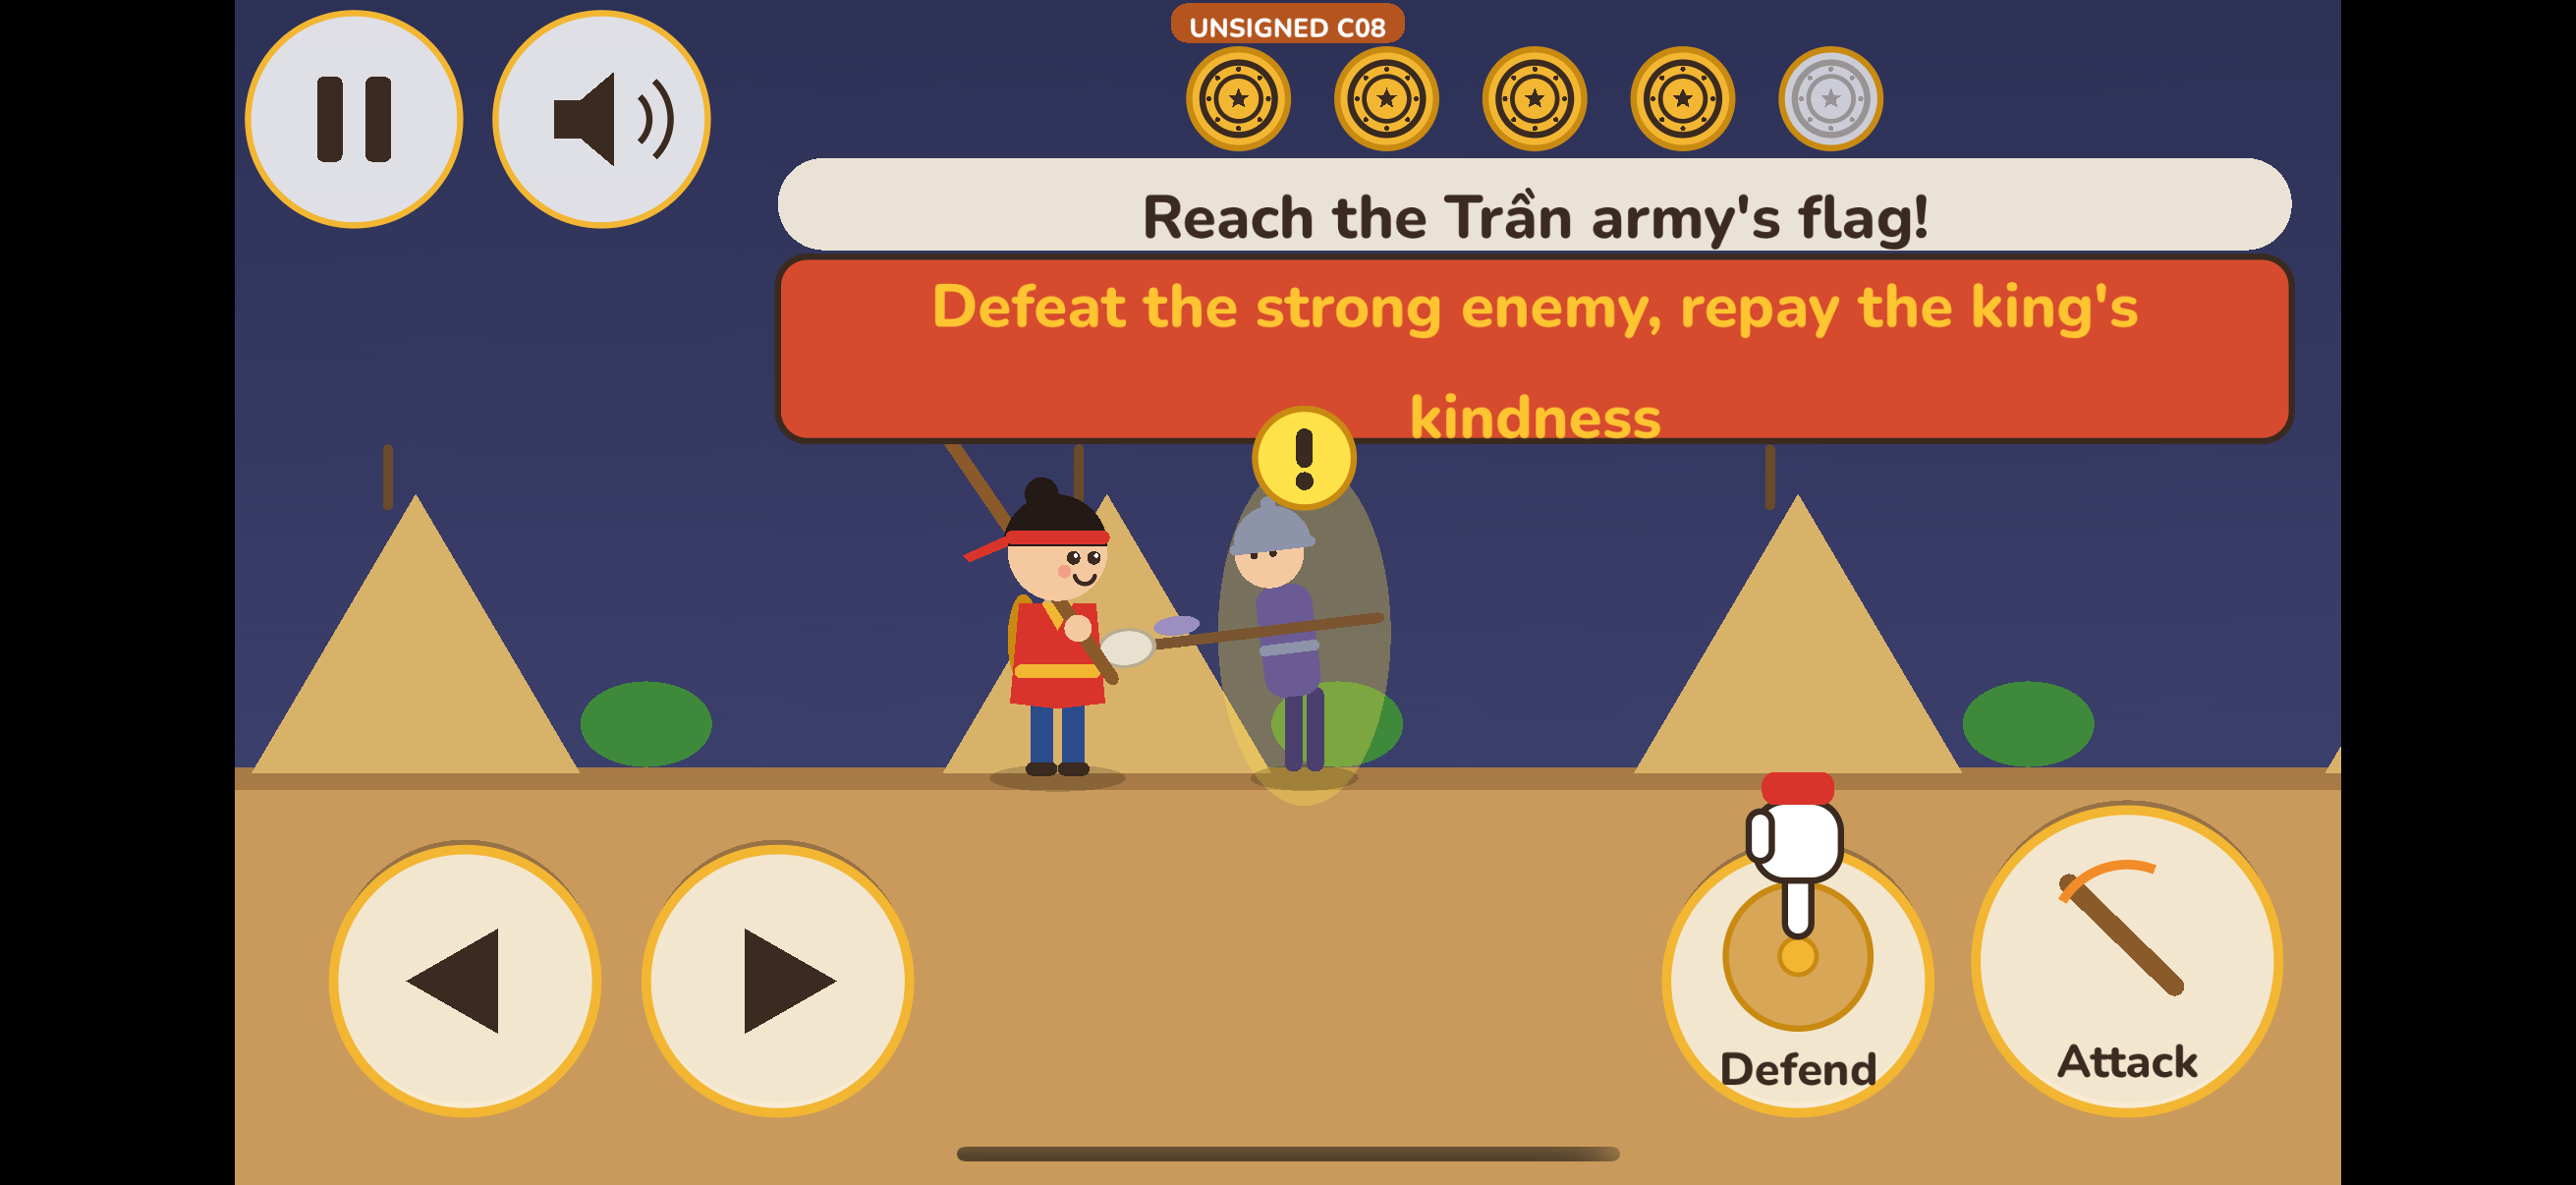 UNSIGNED C08
Reach the Trần army's flag!
Defeat the strong enemy, repay the king's
kindness
Defend
Attack